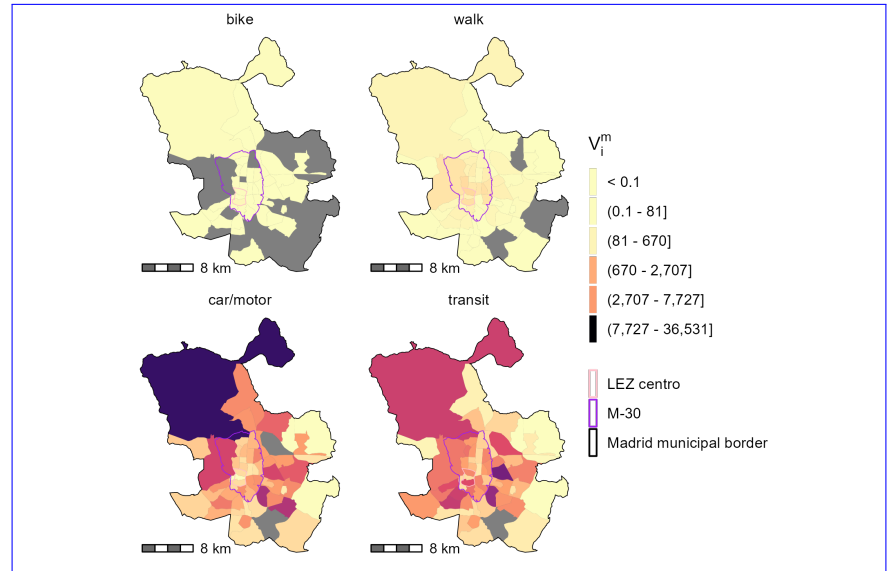 bike
walk
8 km
8 km
car/motor
transit
8 km
8 km
V_i^m
< 0.1
(0.1 - 81]
(81 - 670]
(670 - 2,707]
(2,707 - 7,727]
(7,727 - 36,531]
LEZ centro
M-30
Madrid municipal border